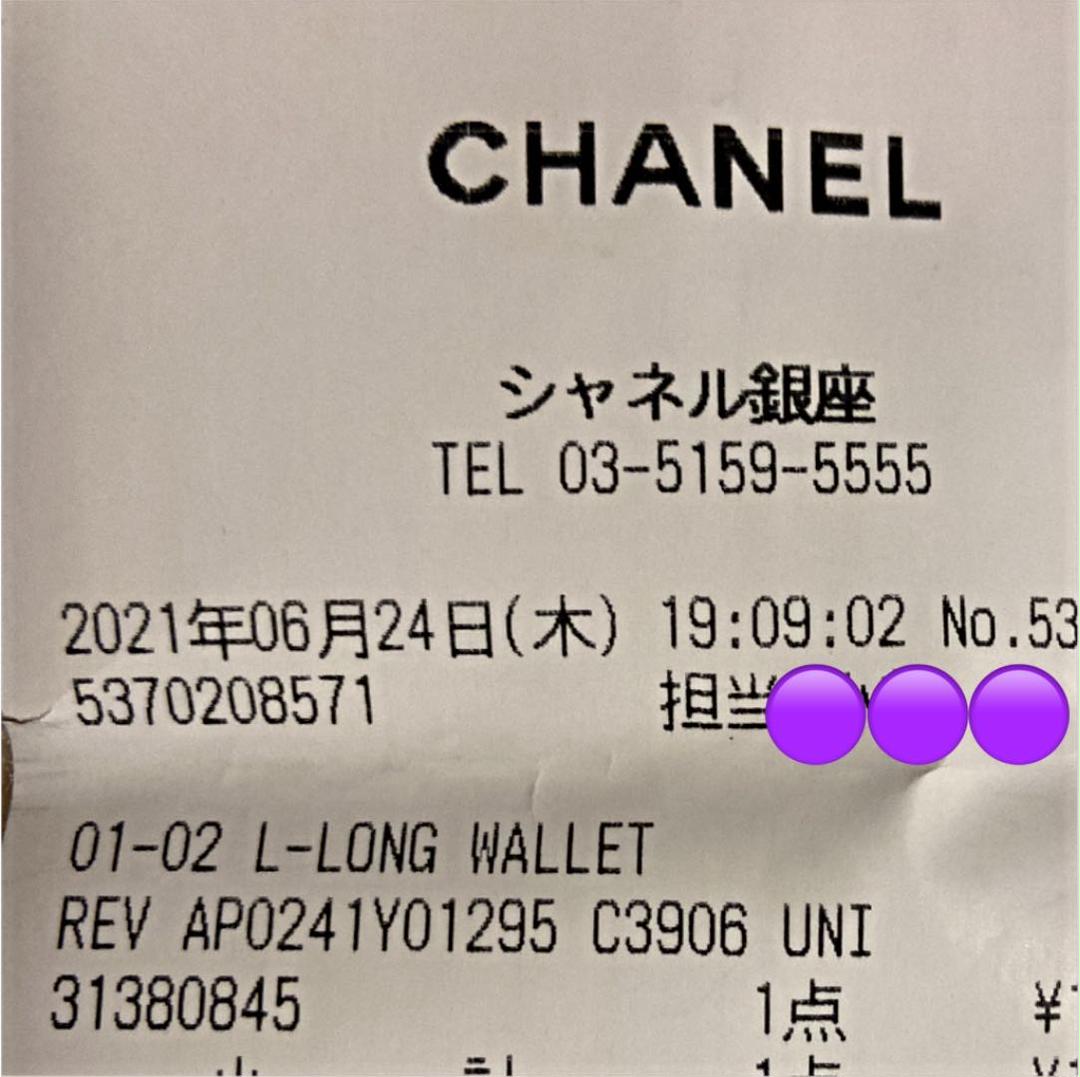 CHANEL
シャネル銀座
TEL 03-5159-5555
2021年06月24日(木) 19:09:02 No.53
5370208571 担当
01-02 L-LONG WALLET
REV AP0241Y01295 C3906 UNI
31380845 1点 ¥1